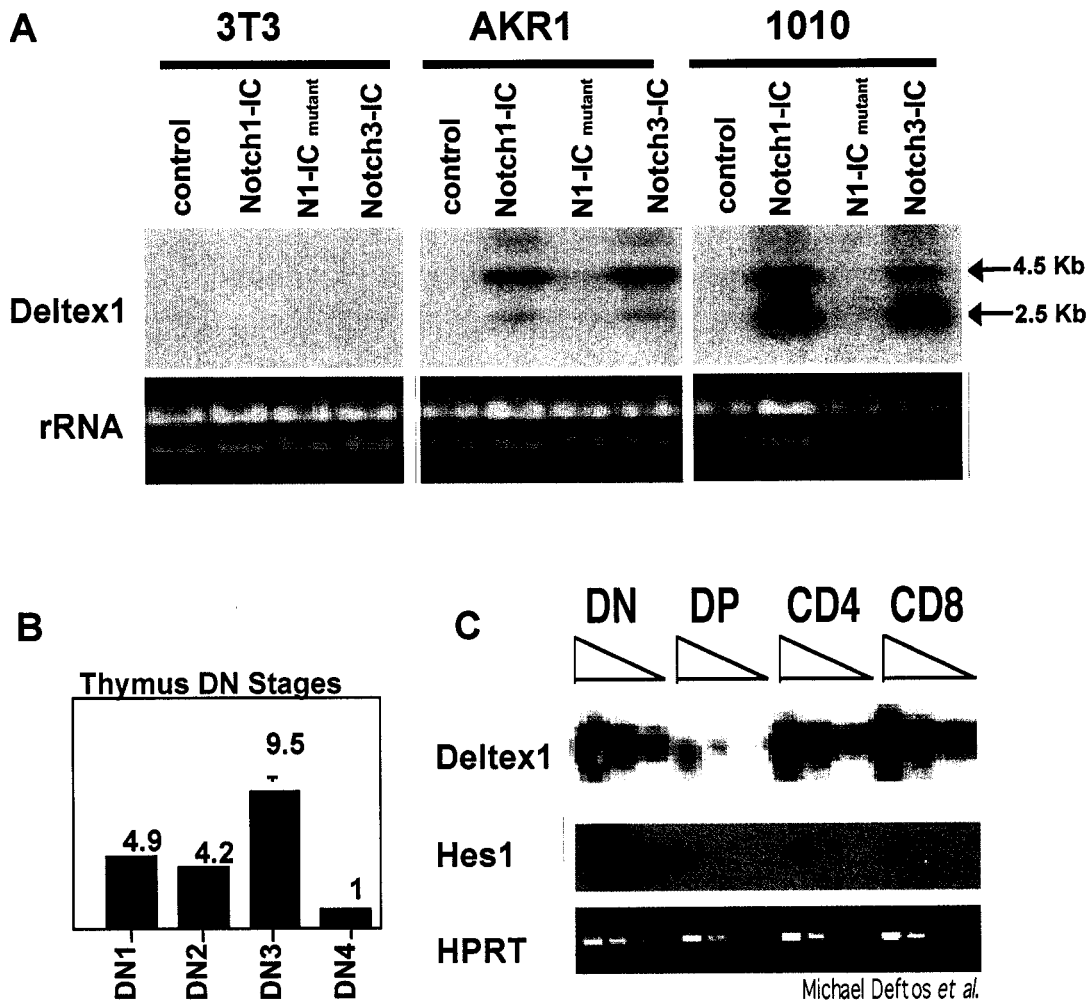 A
3T3 AKR1 1010
control Notch1-IC N1-IC mutant Notch3-IC control Notch1-IC N1-IC mutant Notch3-IC control Notch1-IC N1-IC mutant Notch3-IC
Deltex1
4.5 Kb
2.5 Kb
rRNA
B
Thymus DN Stages
4.9 4.2 9.5 1
DN1 DN2 DN3 DN4
C
DN DP CD4 CD8
Deltex1
Hes1
HPRT
Michael Deftos et al.